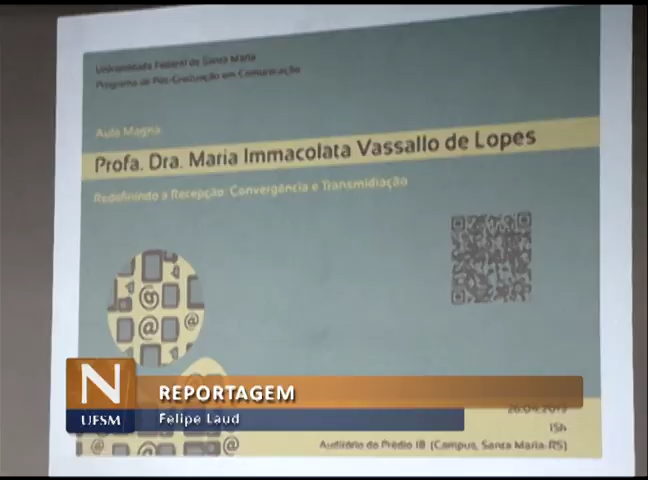 Universidade Federal de Santa Maria
Programa de Pós-Graduação em Comunicação
Aula Magna:
Profa. Dra. Maria Immacolata Vassallo de Lopes
Redefinindo a Recepção: Convergência e Transmidiação
N
UFSM
REPORTAGEM
Felipe Laud
15h
Auditório do Prédio 18 (Campus, Santa Maria-RS)